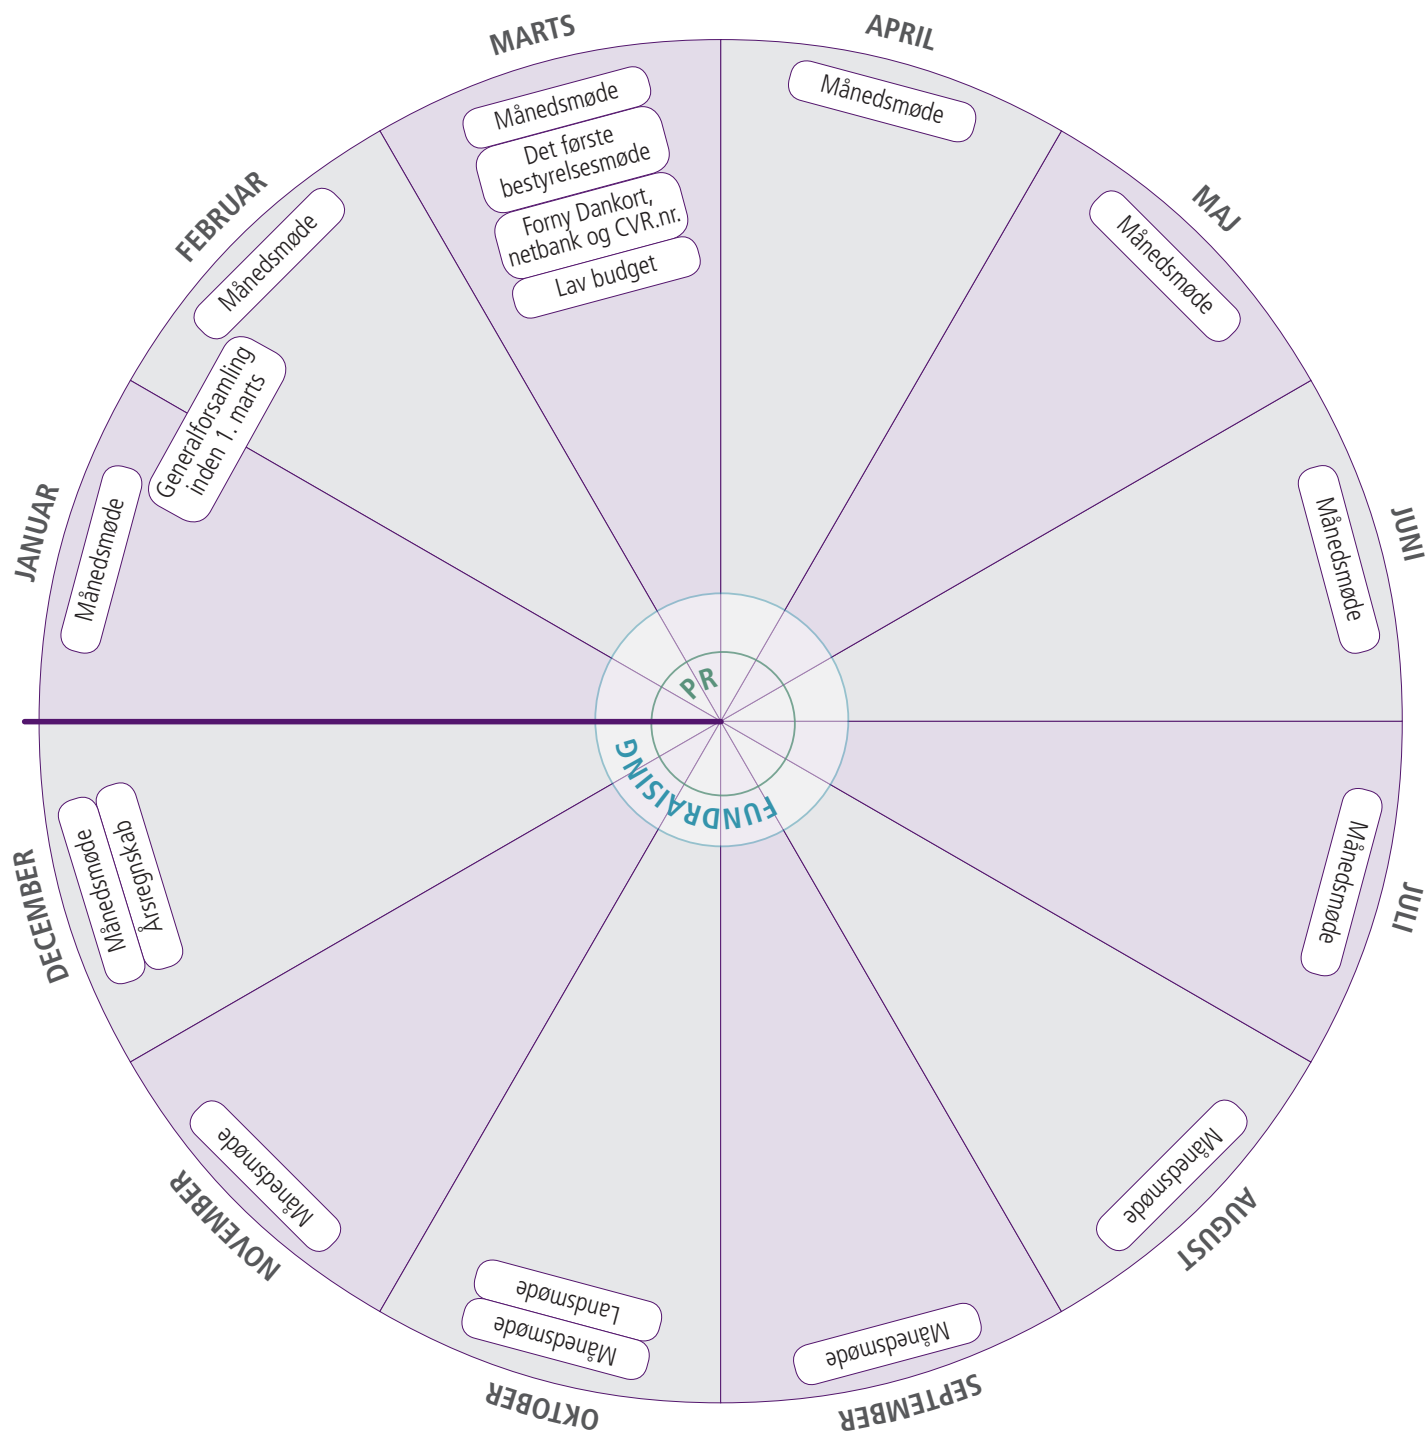 JANUAR
Månedsmøde
Generalforsamling
inden 1. marts
FEBRUAR
Månedsmøde
MARTS
Månedsmøde
Det første
bestyrelsesmøde
Forny Dankort,
netbank og CVR.nr.
Lav budget
APRIL
Månedsmøde
MAJ
Månedsmøde
JUNI
Månedsmøde
JULI
Månedsmøde
AUGUST
Månedsmøde
SEPTEMBER
Månedsmøde
OKTOBER
Månedsmøde
Landsmøde
NOVEMBER
Månedsmøde
DECEMBER
Månedsmøde
Årsregnskab
PR
FUNDRAISING